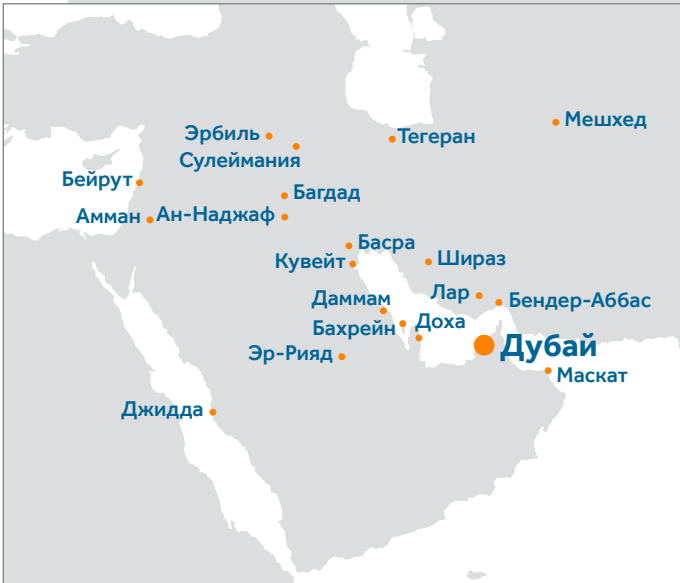 Мешхед
Эрбиль
Тегеран
Сулеймания
Бейрут
Багдад
Амман
Ан-Наджаф
Басра
Кувейт
Шираз
Даммам
Лар
Бендер-Аббас
Бахрейн
Доха
Дубай
Эр-Рияд
Маскат
Джидда